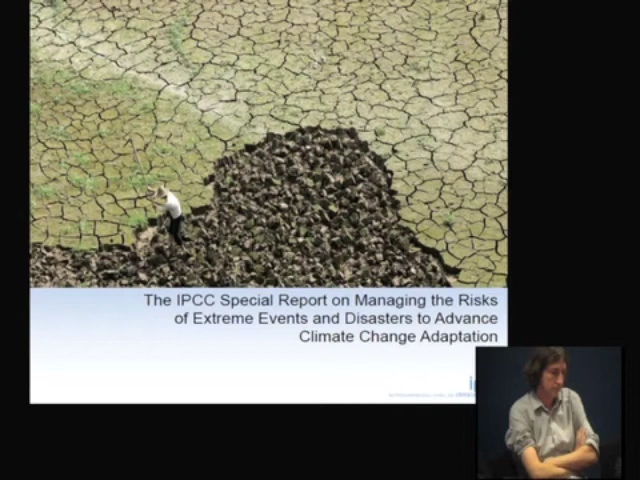 The IPCC Special Report on Managing the Risks
of Extreme Events and Disasters to Advance
Climate Change Adaptation